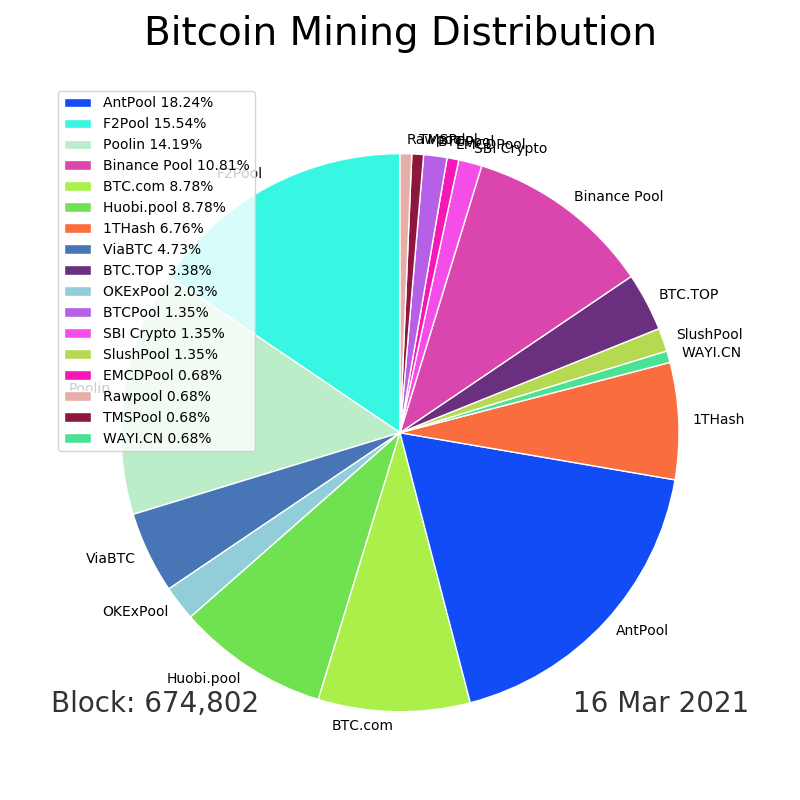 Bitcoin Mining Distribution
AntPool 18.24%
F2Pool 15.54%
Poolin 14.19%
Binance Pool 10.81%
BTC.com 8.78%
Huobi.pool 8.78%
1THash 6.76%
ViaBTC 4.73%
BTC.TOP 3.38%
OKExPool 2.03%
BTCPool 1.35%
SBI Crypto 1.35%
SlushPool 1.35%
EMCDPool 0.68%
Rawpool 0.68%
TMSPool 0.68%
WAYI.CN 0.68%
Rawpool
TMSPool
BTCPool
EMCDPool
SBI Crypto
F2Pool
Binance Pool
BTC.TOP
SlushPool
WAYI.CN
Poolin
1THash
ViaBTC
OKExPool
AntPool
Huobi.pool
BTC.com
Block: 674,802
16 Mar 2021